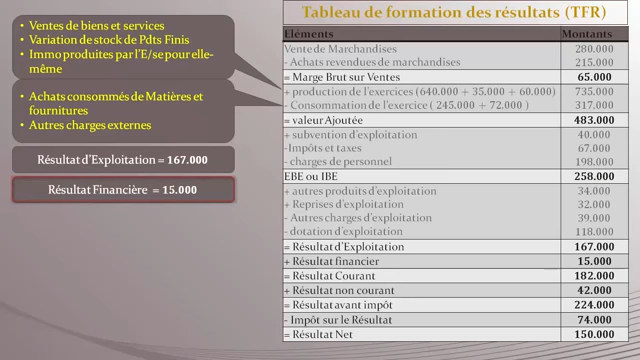 • Ventes de biens et services
• Variation de stock de Pdts Finis
• Immo produites par l'E/se pour elle-
même
• Achats consommés de Matières et
fournitures
• Autres charges externes
Résultat d'Exploitation = 167.000
Résultat Financière = 15.000
Tableau de formation des résultats (TFR)
Eléments Montants
Vente de Marchandises 280.000
- Achats revendues de marchandises 215.000
= Marge Brut sur Ventes 65.000
+ production de l'exercices (640.000 + 35.000 + 60.000) 735.000
- Consommation de l'exercice ( 245.000 + 72.000 ) 317.000
= valeur Ajoutée 483.000
+ subvention d'exploitation 40.000
-Impôts et taxes 67.000
- charges de personnel 198.000
EBE ou IBE 258.000
+ autres produits d'exploitation 34.000
+ Reprises d'exploitation 32.000
- Autres charges d'exploitation 39.000
- dotation d'exploitation 118.000
= Résultat d'Exploitation 167.000
+ Résultat financier 15.000
= Résultat Courant 182.000
+ Résultat non courant 42.000
= Résultat avant impôt 224.000
- Impôt sur le Résultat 74.000
= Résultat Net 150.000